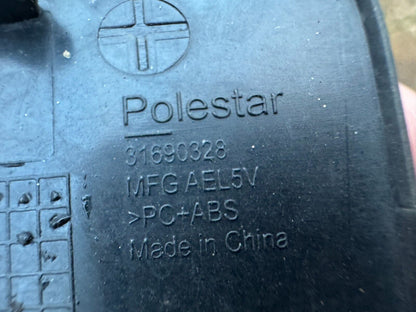 Polestar
31690328
MFG AEL5V
>PC+ABS
Made in China